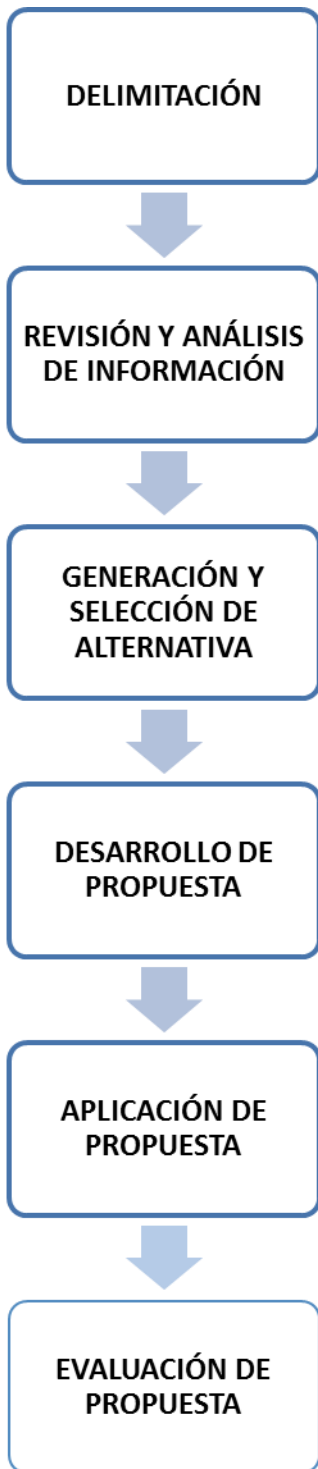 DELIMITACIÓN
REVISIÓN Y ANÁLISIS
DE INFORMACIÓN
GENERACIÓN Y
SELECCIÓN DE
ALTERNATIVA
DESARROLLO DE
PROPUESTA
APLICACIÓN DE
PROPUESTA
EVALUACIÓN DE
PROPUESTA